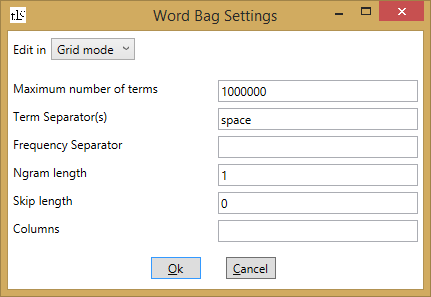 Word Bag Settings
Edit in Grid mode
Maximum number of terms 1000000
Term Separator(s) space
Frequency Separator
Ngram length 1
Skip length 0
Columns
Ok Cancel